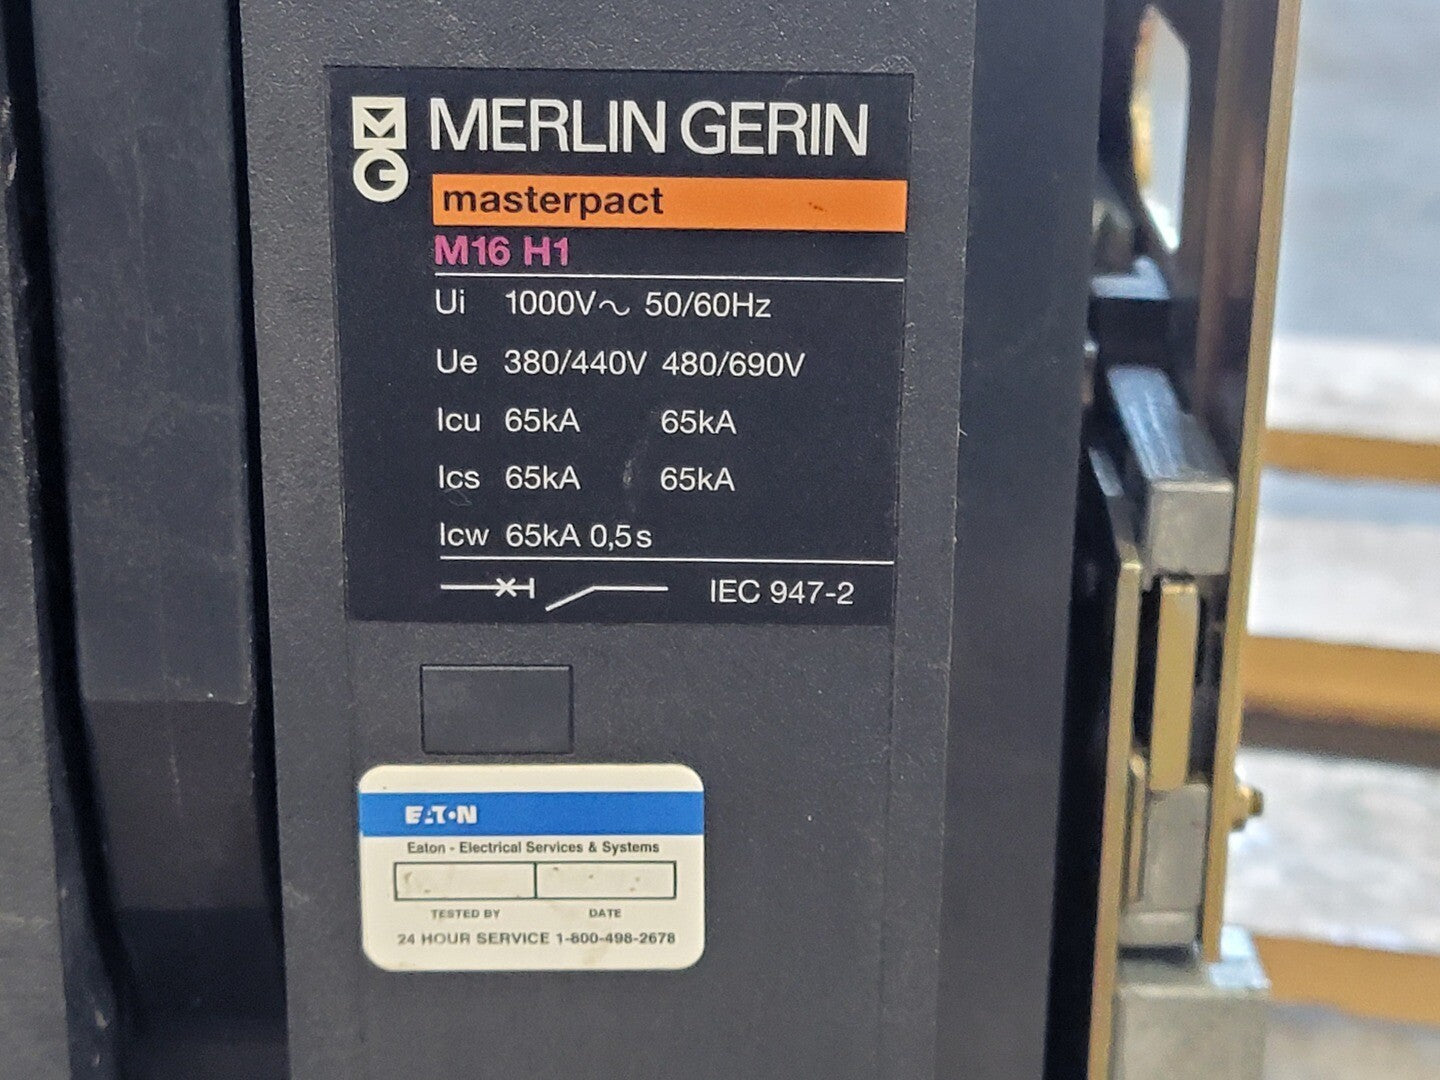 MG MERLIN GERIN
masterpact
M16 H1
Ui 1000V~ 50/60Hz
Ue 380/440V 480/690V
Icu 65kA 65kA
Ics 65kA 65kA
Icw 65kA 0,5s
IEC 947-2
EATON
Eaton - Electrical Services & Systems
TESTED BY DATE
24 HOUR SERVICE 1-800-498-2678